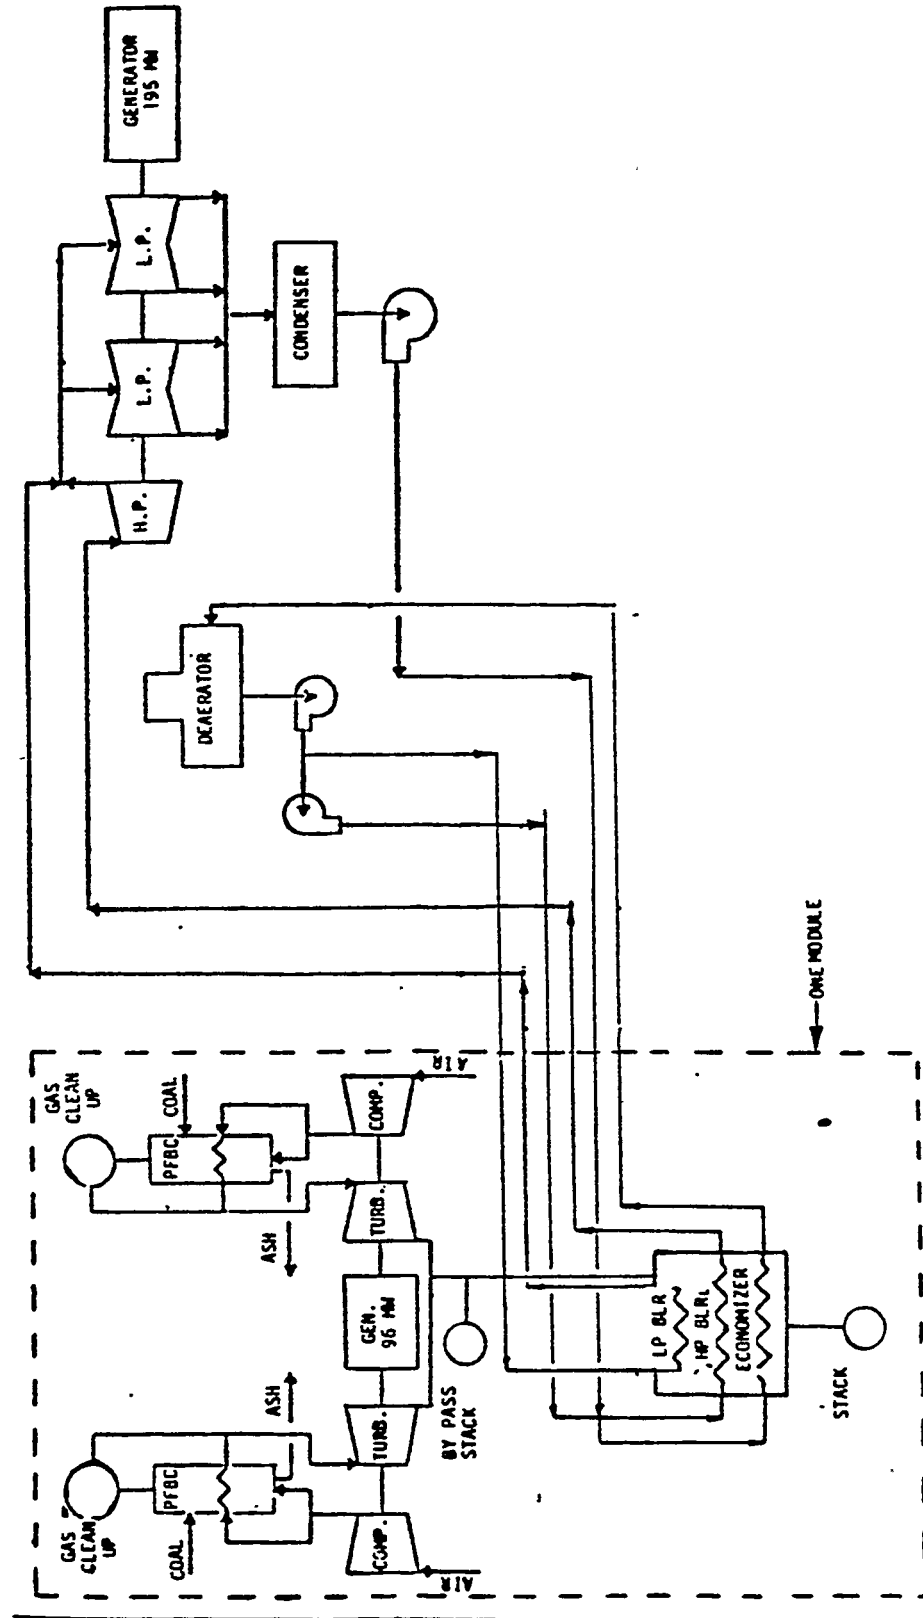 GENERATOR
195 MW
L.P.
L.P.
H.P.
CONDENSER
DEAERATOR
ONE MODULE
GAS
CLEAN
UP
COAL
PFBC
ASH
COMP.
AIR
TURB.
GEN.
96 MW
TURB.
COMP.
AIR
GAS
CLEAN
UP
COAL
PFBC
ASH
BY PASS
STACK
LP BLR
HP BLR
ECONOMIZER
STACK